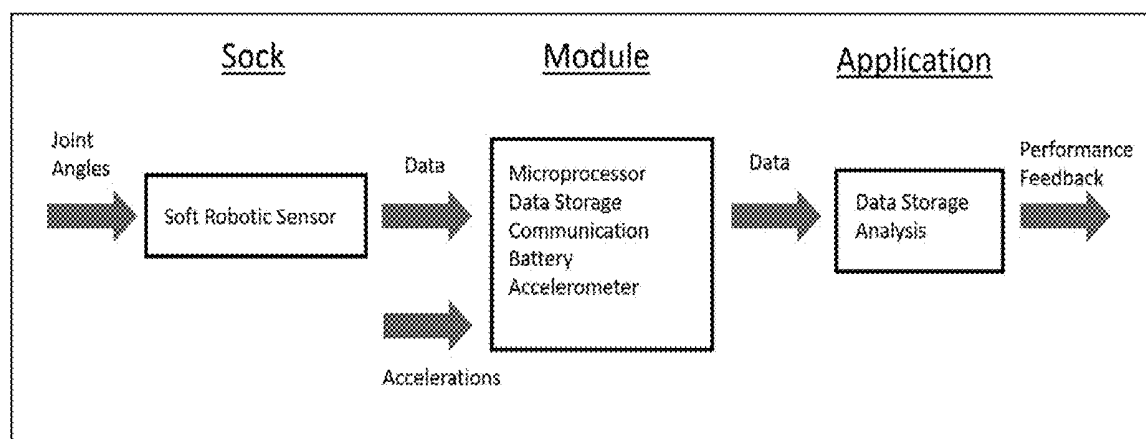 Sock
Module
Application
Joint
Angles
Soft Robotic Sensor
Data
Accelerations
Microprocessor
Data Storage
Communication
Battery
Accelerometer
Data
Data Storage
Analysis
Performance
Feedback